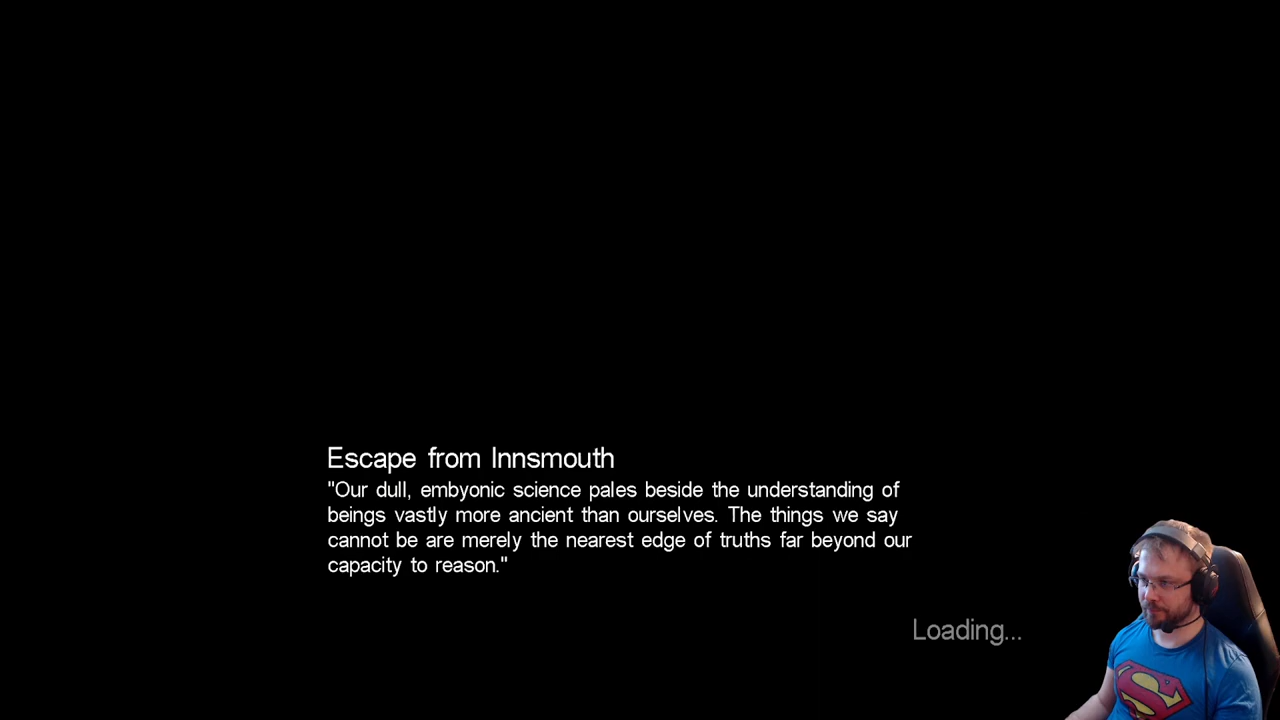 Escape from Innsmouth
"Our dull, embyonic science pales beside the understanding of
beings vastly more ancient than ourselves. The things we say
cannot be are merely the nearest edge of truths far beyond our
capacity to reason."
Loading...